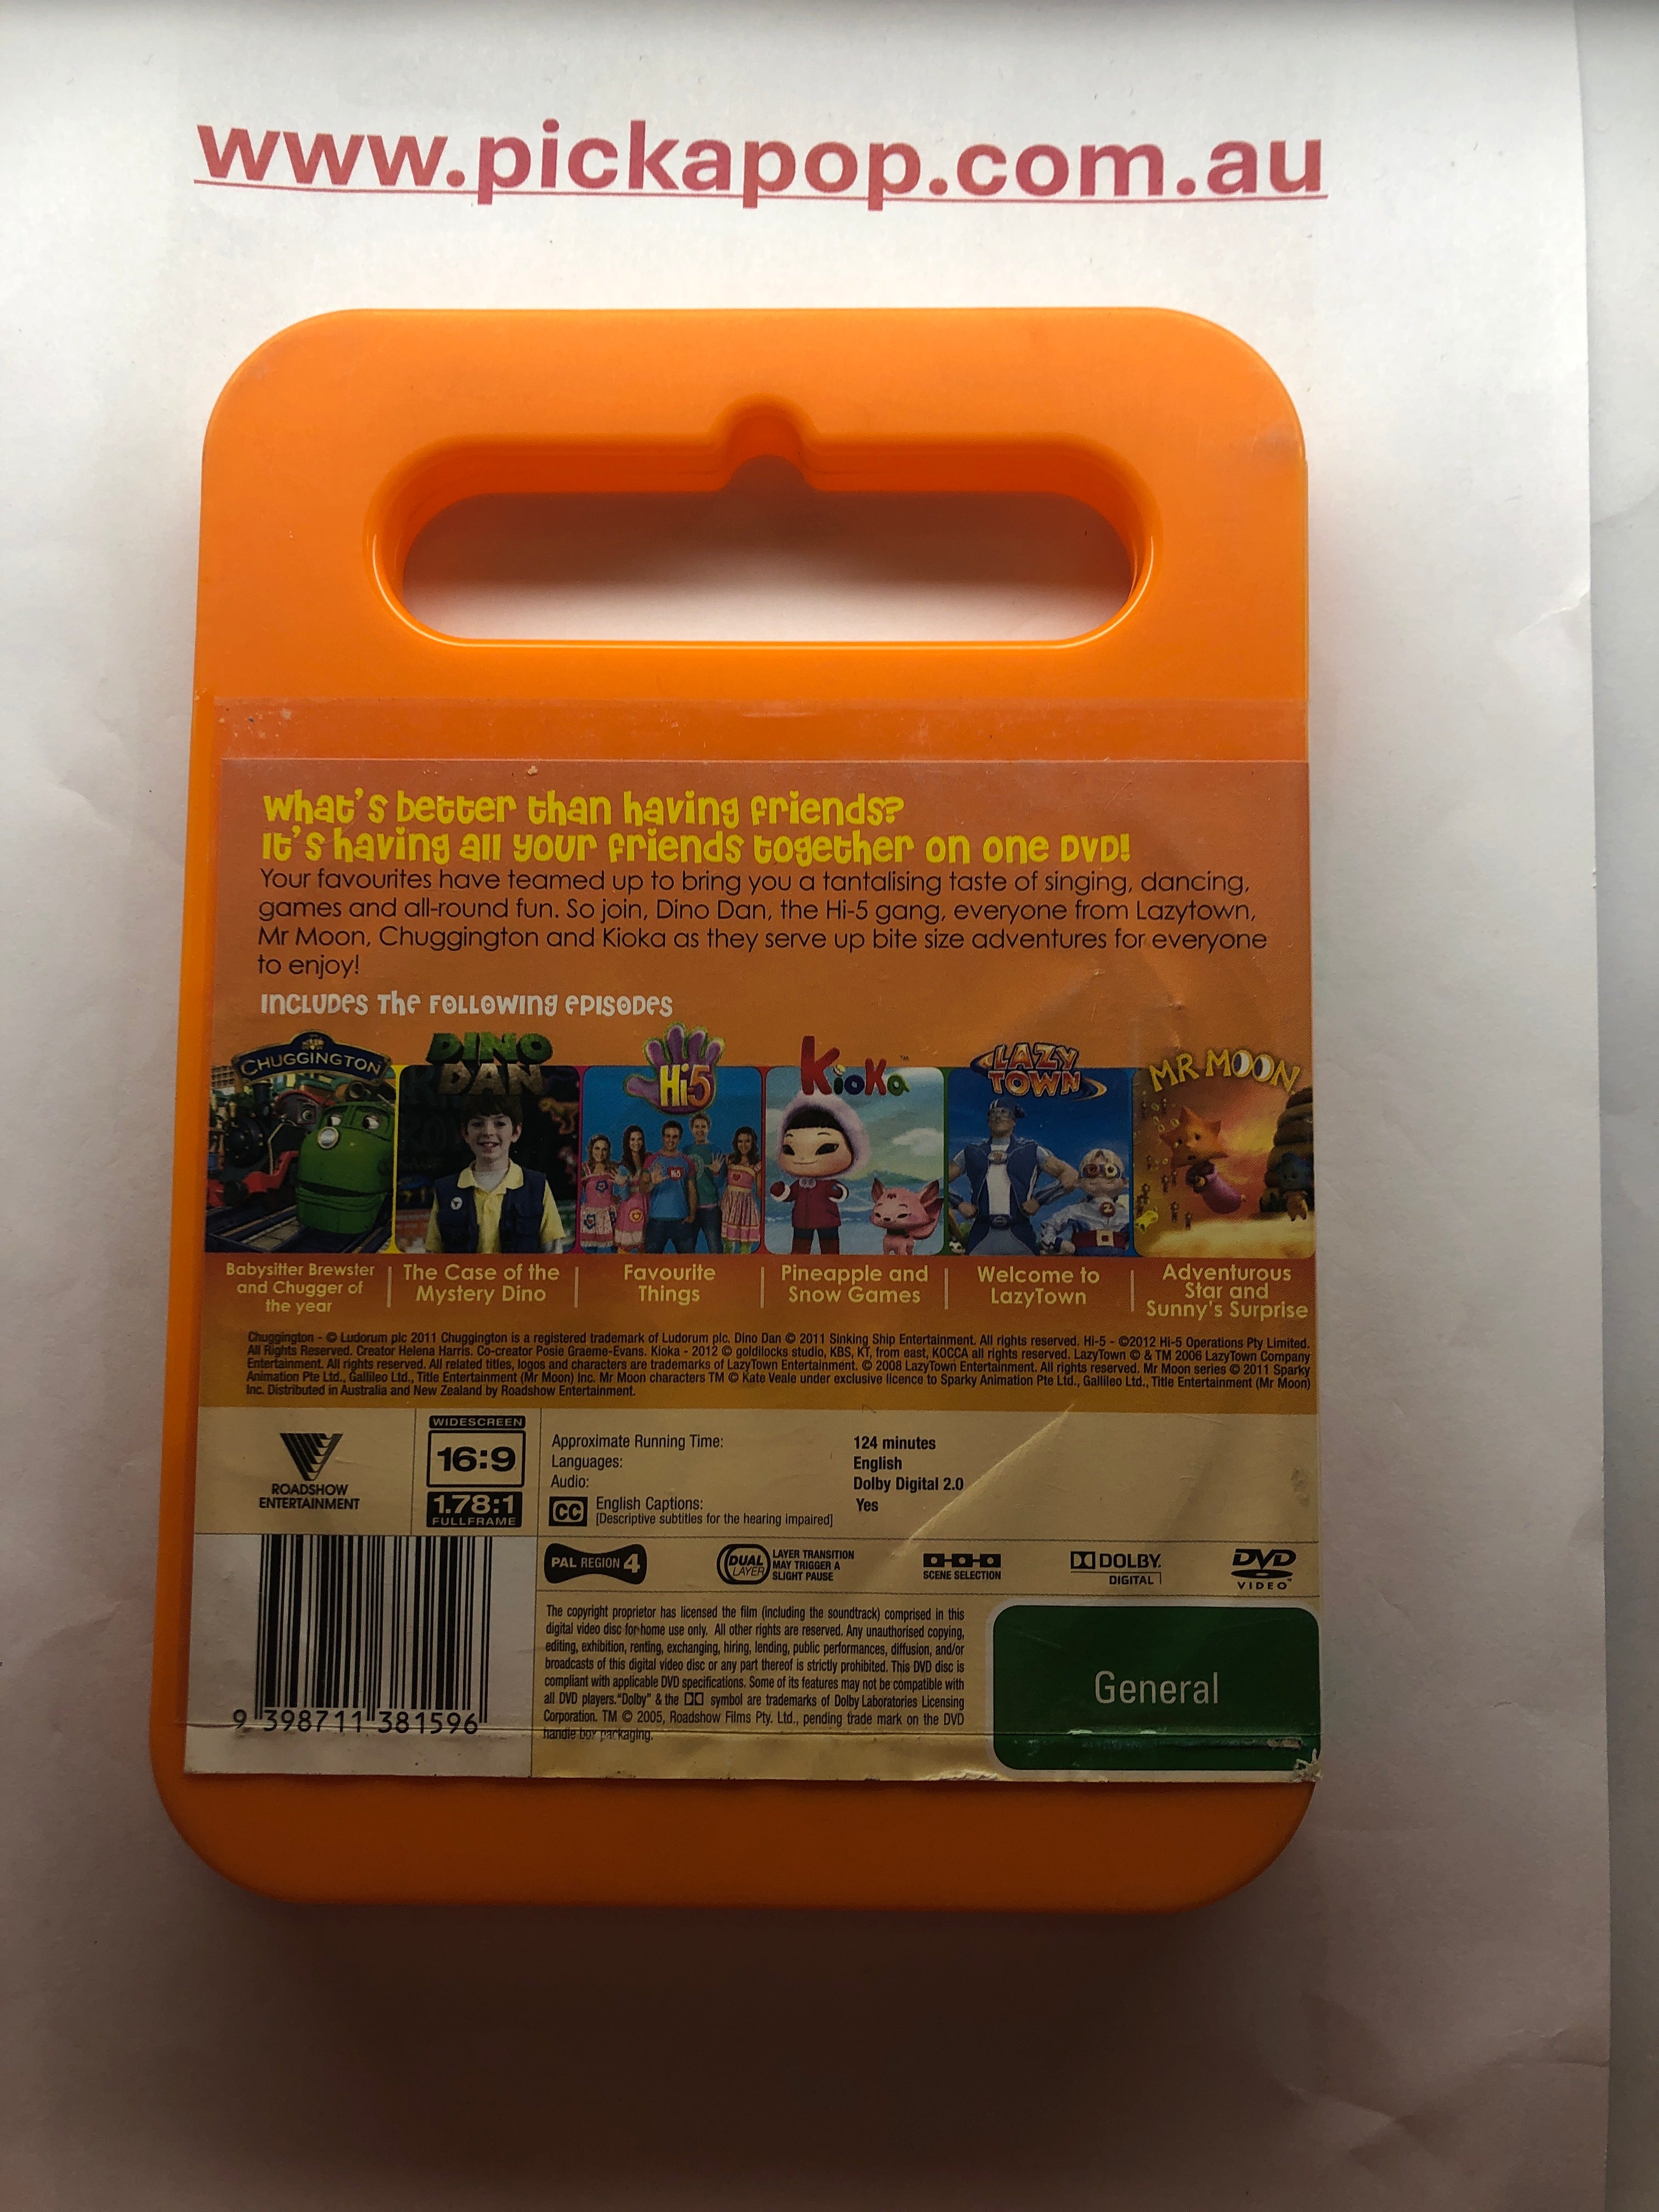 www.pickapop.com.au
What's better than having friends?
It's having all your friends together on one DVD!
Your favourites have teamed up to bring you a tantalising taste of singing, dancing,
games and all-round fun. So join, Dino Dan, the Hi-5 gang, everyone from Lazytown,
Mr Moon, Chuggington and Kioka as they serve up bite size adventures for everyone
to enjoy!
INCLUDES THE FOLLOWING EPISODES
CHUGGINGTON
DINO
DAN
Hi5
Kioka™
LAZY
TOWN
MR MOON
Babysitter Brewster
and Chugger of
the year
The Case of the
Mystery Dino
Favourite
Things
Pineapple and
Snow Games
Welcome to
LazyTown
Adventurous
Star and
Sunny's Surprise
Chuggington - © Ludorum plc 2011 Chuggington is a registered trademark of Ludorum plc. Dino Dan © 2011 Sinking Ship Entertainment. All rights reserved. Hi-5 - ©2012 Hi-5 Operations Pty Limited.
All Rights Reserved. Creator Helena Harris. Co-creator Posie Graeme-Evans. Kioka - 2012 © goldilocks studio, KBS, KT, from east, KOCCA all rights reserved. LazyTown © & TM 2006 LazyTown Company
Entertainment. All rights reserved. All related titles, logos and characters are trademarks of LazyTown Entertainment. © 2008 LazyTown Entertainment. All rights reserved. Mr Moon series © 2011 Sparky
Animation Pte Ltd., Gallileo Ltd., Title Entertainment (Mr Moon) Inc. Mr Moon characters TM © Kate Veale under exclusive licence to Sparky Animation Pte Ltd., Gallileo Ltd., Title Entertainment (Mr Moon)
Inc. Distributed in Australia and New Zealand by Roadshow Entertainment.
ROADSHOW
ENTERTAINMENT
WIDESCREEN
16:9
1.78:1
FULLFRAME
Approximate Running Time: 124 minutes
Languages: English
Audio: Dolby Digital 2.0
CC English Captions: Yes
[Descriptive subtitles for the hearing impaired]
PAL REGION 4
DUAL
LAYER
LAYER TRANSITION
MAY TRIGGER A
SLIGHT PAUSE
SCENE SELECTION
DOLBY
DIGITAL
DVD
VIDEO™
9 398711 381596
The copyright proprietor has licensed the film (including the soundtrack) comprised in this
digital video disc for home use only. All other rights are reserved. Any unauthorised copying,
editing, exhibition, renting, exchanging, hiring, lending, public performances, diffusion, and/or
broadcasts of this digital video disc or any part thereof is strictly prohibited. This DVD disc is
compliant with applicable DVD specifications. Some of its features may not be compatible with
all DVD players. "Dolby" & the symbol are trademarks of Dolby Laboratories Licensing
Corporation. TM © 2005, Roadshow Films Pty. Ltd., pending trade mark on the DVD
handle box packaging.
General